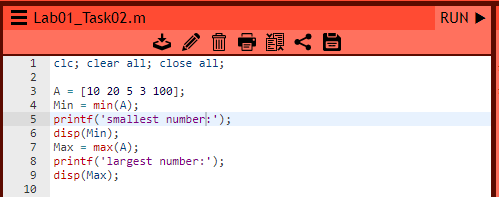 Lab01_Task02.m
RUN
1 clc; clear all; close all;
2
3 A = [10 20 5 3 100];
4 Min = min(A);
5 printf('smallest number:');
6 disp(Min);
7 Max = max(A);
8 printf('largest number:');
9 disp(Max);
10